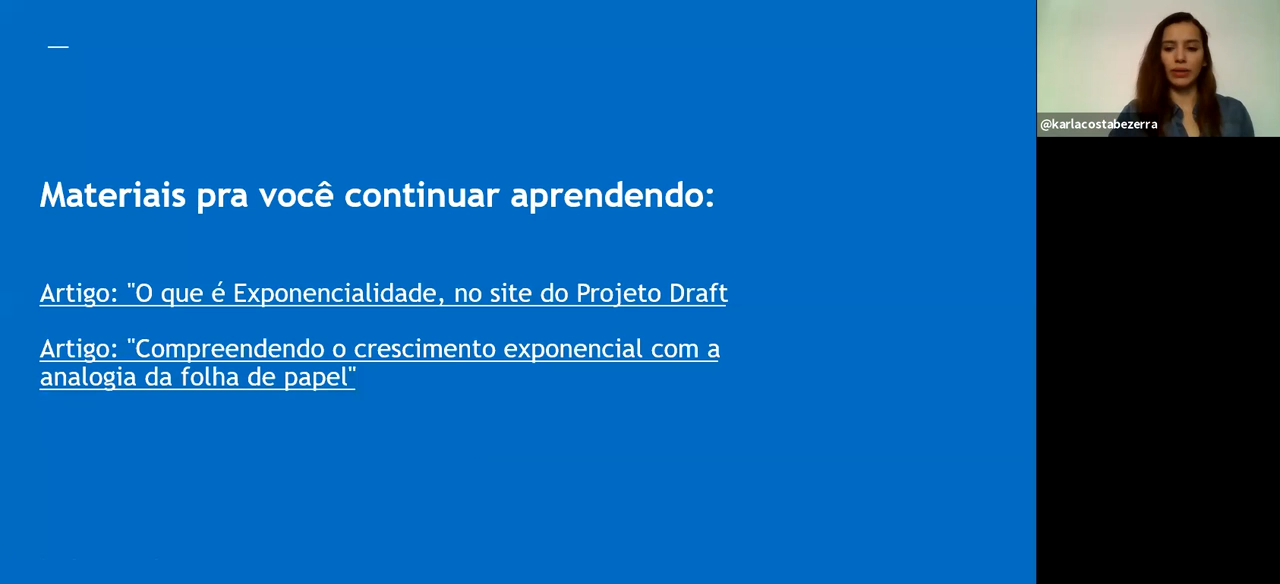 Materiais pra você continuar aprendendo:
Artigo: "O que é Exponencialidade, no site do Projeto Draft
Artigo: "Compreendendo o crescimento exponencial com a
analogia da folha de papel"
@karlacostabezerra